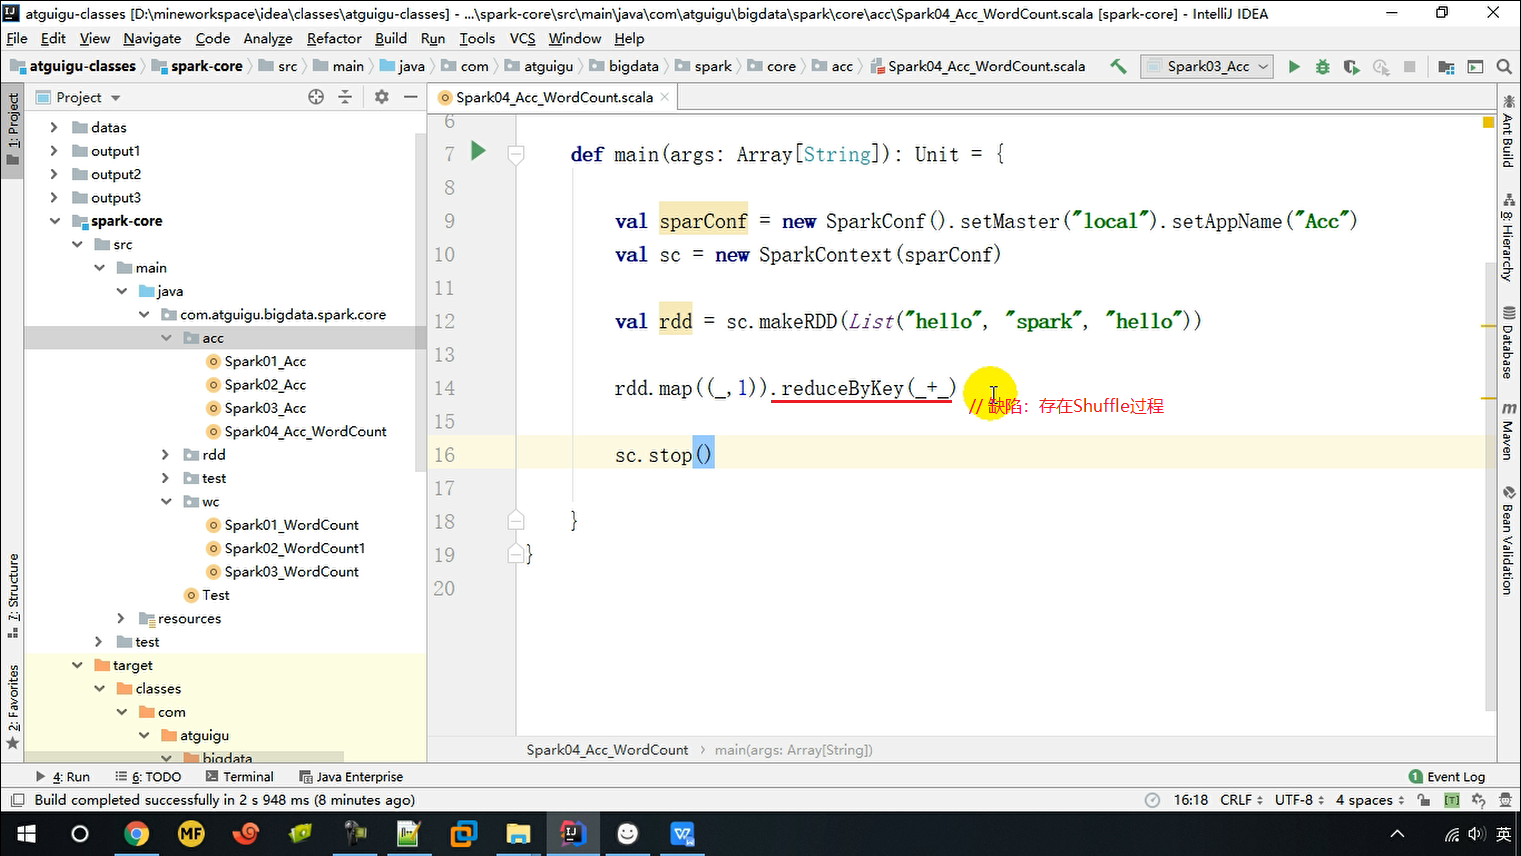 atguigu-classes [D:\mineworkspace\idea\classes\atguigu-classes] - ...\spark-core\src\main\java\com\atguigu\bigdata\spark\core\acc\Spark04_Acc_WordCount.scala [spark-core] - IntelliJ IDEA
File Edit View Navigate Code Analyze Refactor Build Run Tools VCS Window Help
atguigu-classes spark-core src main java com atguigu bigdata spark core acc Spark04_Acc_WordCount.scala Spark03_Acc
Project
Spark04_Acc_WordCount.scala
1: Project
7: Structure
2: Favorites
datas
output1
output2
output3
spark-core
src
main
java
com.atguigu.bigdata.spark.core
acc
Spark01_Acc
Spark02_Acc
Spark03_Acc
Spark04_Acc_WordCount
rdd
test
wc
Spark01_WordCount
Spark02_WordCount1
Spark03_WordCount
Test
resources
test
target
classes
com
atguigu
bigdata
6
7 def main(args: Array[String]): Unit = {
8
9 val sparConf = new SparkConf().setMaster("local").setAppName("Acc")
10 val sc = new SparkContext(sparConf)
11
12 val rdd = sc.makeRDD(List("hello", "spark", "hello"))
13
14 rdd.map((_,1)).reduceByKey(_+_)
// 缺陷：存在Shuffle过程
15
16 sc.stop()
17
18 }
19 }
20
Spark04_Acc_WordCount › main(args: Array[String])
Ant Build
8: Hierarchy
Database
m Maven
Bean Validation
4: Run 6: TODO Terminal Java Enterprise 1 Event Log
Build completed successfully in 2 s 948 ms (8 minutes ago) 16:18 CRLF UTF-8 4 spaces [T]
MF 英